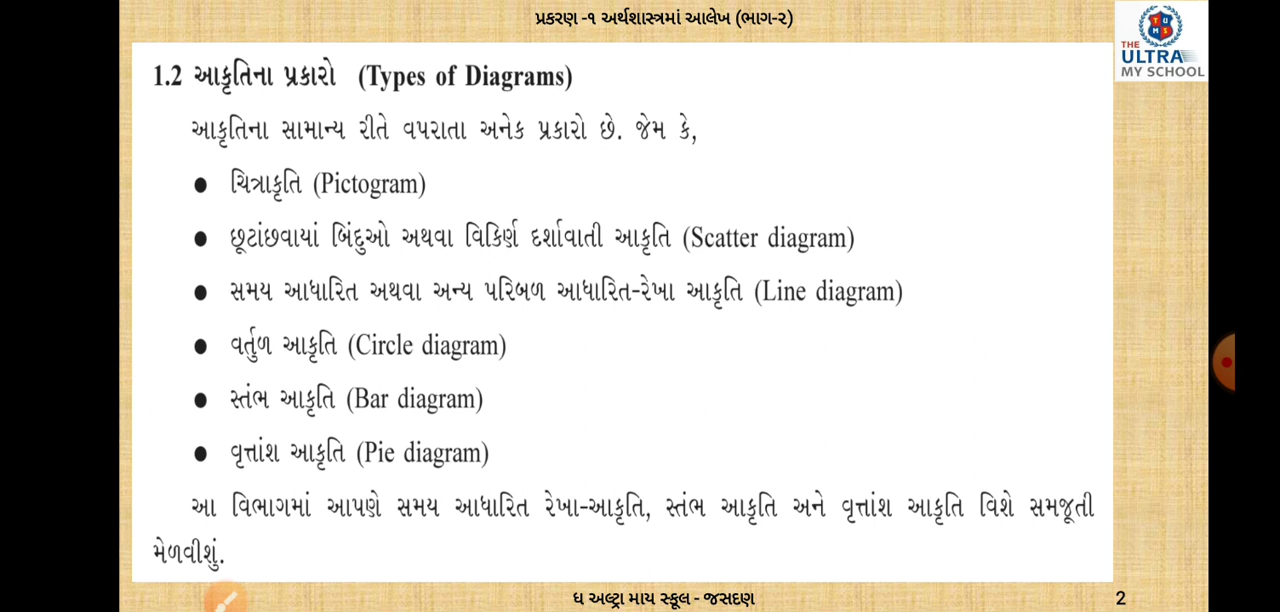 પ્રકરણ -૧ અર્થશાસ્ત્રમાં આલેખ (ભાગ-૨)
TUMS
THE
ULTRA
MY SCHOOL
1.2 આકૃતિના પ્રકારો (Types of Diagrams)
આકૃતિના સામાન્ય રીતે વપરાતા અનેક પ્રકારો છે. જેમ કે,
● ચિત્રાકૃતિ (Pictogram)
● છૂટાંછવાયાં બિંદુઓ અથવા વિકિર્ણ દર્શાવાતી આકૃતિ (Scatter diagram)
● સમય આધારિત અથવા અન્ય પરિબળ આધારિત-રેખા આકૃતિ (Line diagram)
● વર્તુળ આકૃતિ (Circle diagram)
● સ્તંભ આકૃતિ (Bar diagram)
● વૃત્તાંશ આકૃતિ (Pie diagram)
આ વિભાગમાં આપણે સમય આધારિત રેખા-આકૃતિ, સ્તંભ આકૃતિ અને વૃત્તાંશ આકૃતિ વિશે સમજૂતી
મેળવીશું.
ધ અલ્ટ્રા માય સ્કૂલ - જસદણ
2